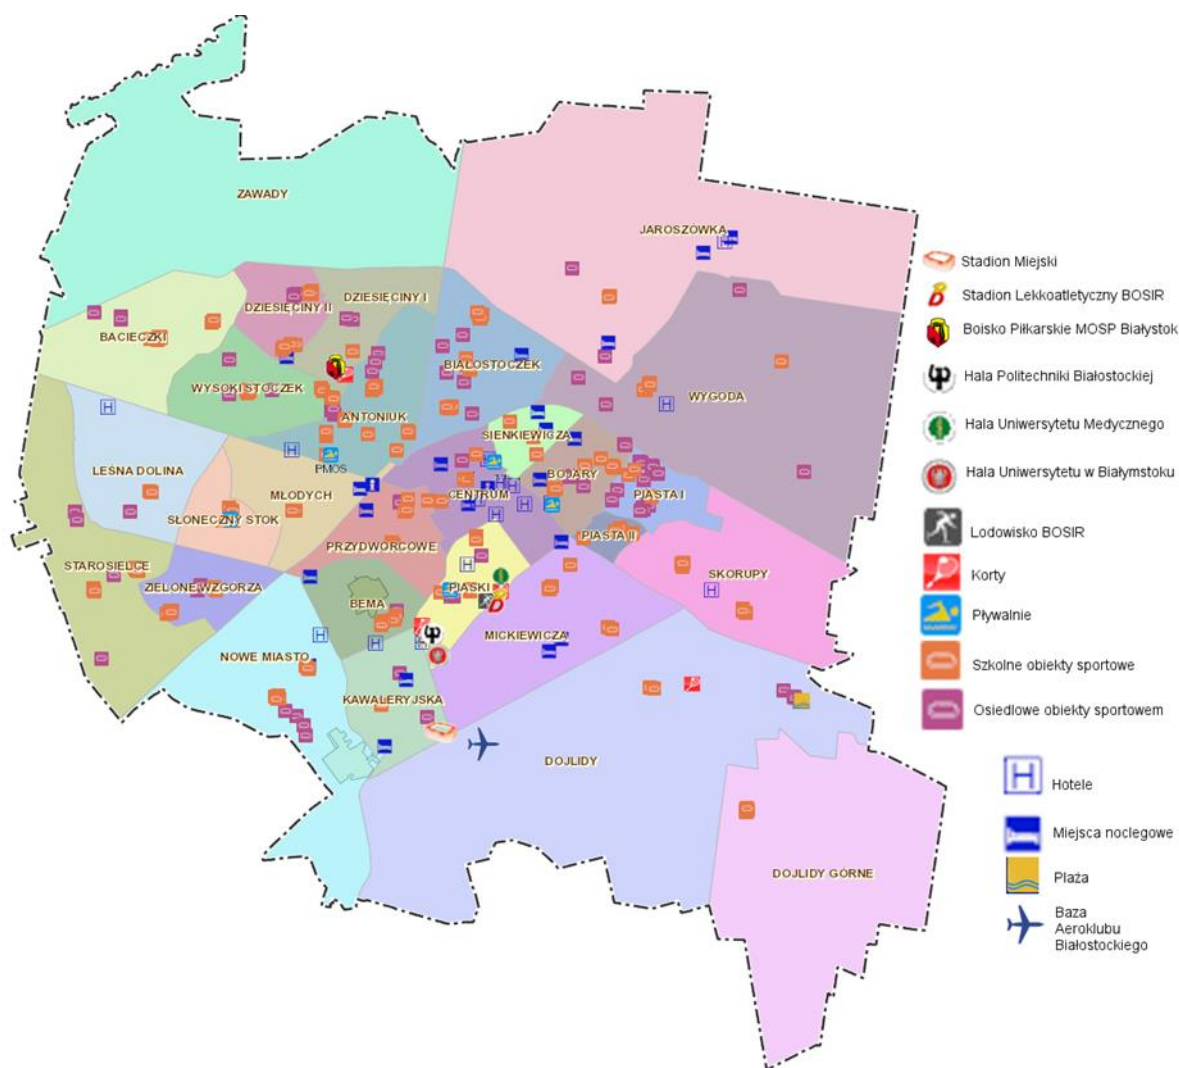 ZAWADY
JAROSZÓWKA
DZIESIĘCINY I
DZIESIĘCINY II
BACIECZKI
BIAŁOSTOCZEK
WYSOKI STOCZEK
WYGODA
ANTONIUK
SIENKIEWICZA
PMOS
LEŚNA DOLINA
BOJARY
MŁODYCH
CENTRUM
PIASTA I
SŁONECZNY STOK
PRZYDWORCOWE
PIASTA II
STAROSIELCE
SKORUPY
ZIELONE WZGÓRZA
PIASKI
BEMA
MICKIEWICZA
NOWE MIASTO
KAWALERYJSKA
DOJLIDY
DOJLIDY GÓRNE
Stadion Miejski
Stadion Lekkoatletyczny BOSIR
Boisko Piłkarskie MOSP Białystok
Hala Politechniki Białostockiej
Hala Uniwersytetu Medycznego
Hala Uniwersytetu w Białymstoku
Lodowisko BOSIR
Korty
Pływalnie
Szkolne obiekty sportowe
Osiedlowe obiekty sportowem
Hotele
Miejsca noclegowe
Plaża
Baza
Aeroklubu
Białostockiego